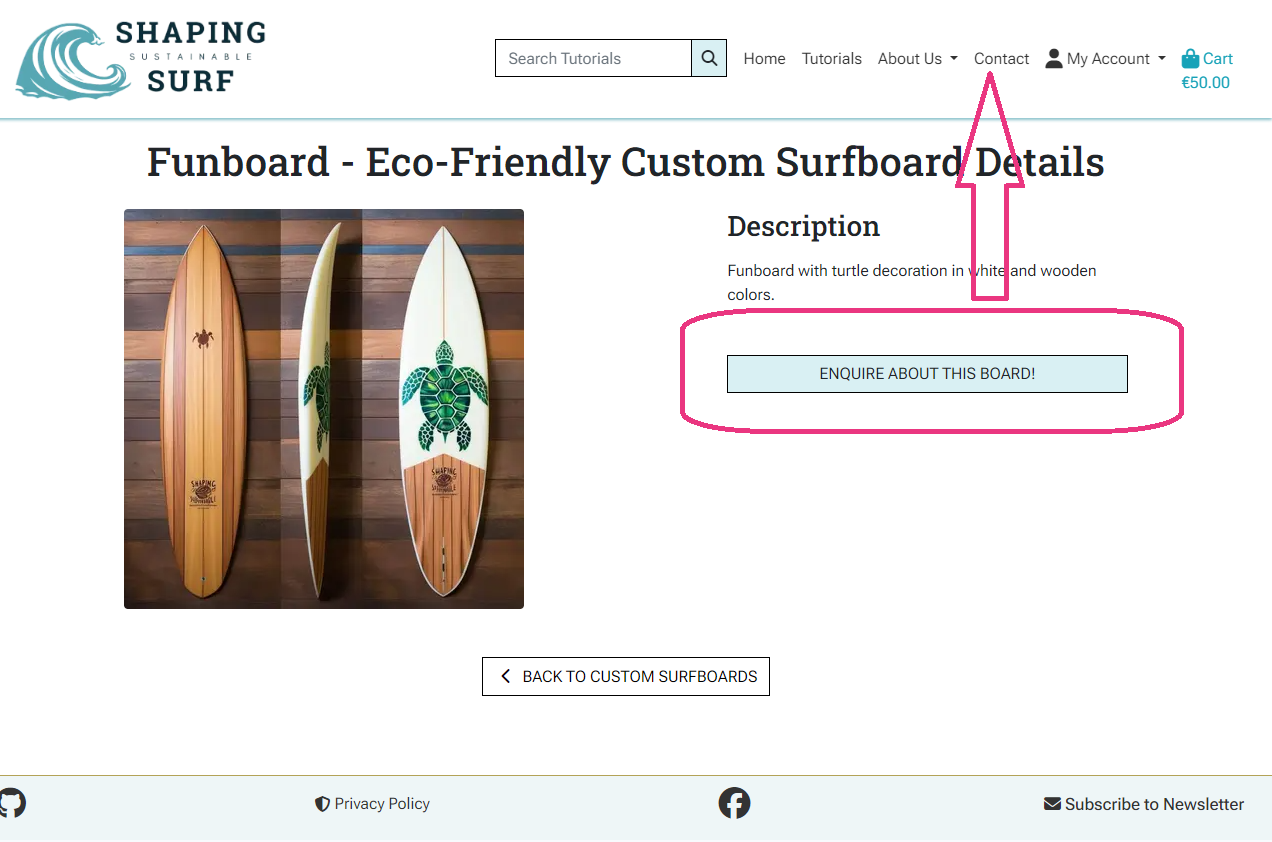 SHAPING
SUSTAINABLE
SURF
Search Tutorials
Home
Tutorials
About Us
Contact
My Account
Cart
€50.00
Funboard - Eco-Friendly Custom Surfboard Details
Description
Funboard with turtle decoration in white and wooden
colors.
ENQUIRE ABOUT THIS BOARD!
SHAPING
SHAPING
BACK TO CUSTOM SURFBOARDS
Privacy Policy
Subscribe to Newsletter